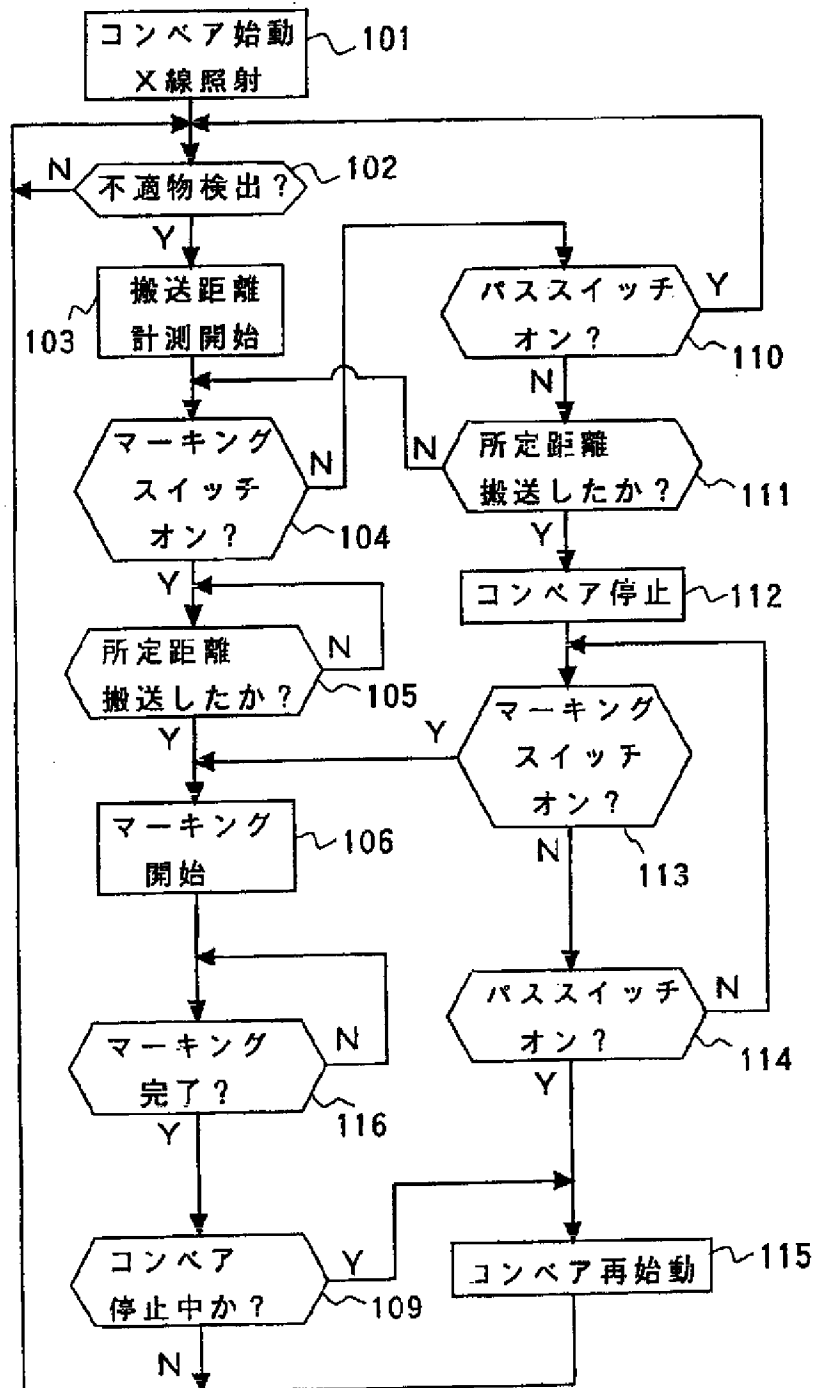 コンベア始動
X線照射
101
N
不適物検出?
102
Y
搬送距離
計測開始
103
パススイッチ
オン?
Y
110
N
マーキング
スイッチ
オン?
N
104
N
所定距離
搬送したか?
111
Y
Y
コンベア停止
112
所定距離
搬送したか?
N
105
Y
Y
マーキング
スイッチ
オン?
113
N
マーキング
開始
106
パススイッチ
オン?
N
114
Y
マーキング
完了?
N
116
Y
コンベア
停止中か?
Y
109
N
コンベア再始動
115